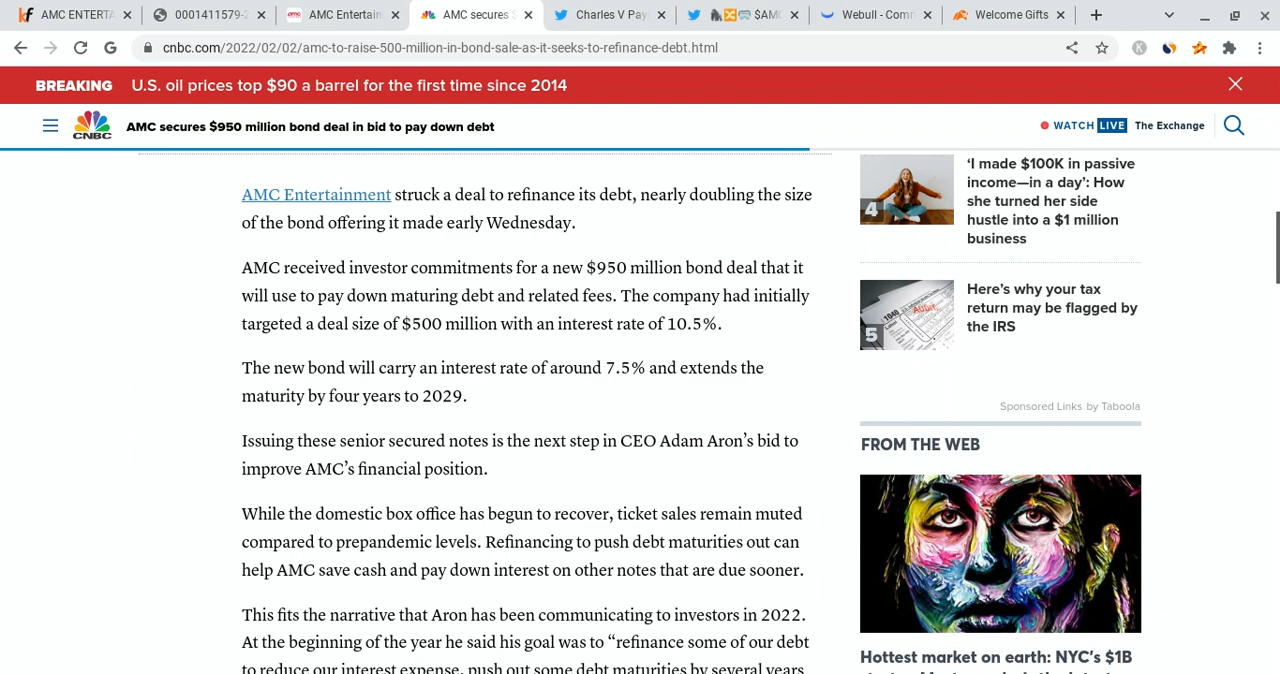 AMC ENTERTA
0001411579-2
AMC Entertain
AMC secures $
Charles V Pay
$AMC
Webull - Comm
Welcome Gifts
cnbc.com/2022/02/02/amc-to-raise-500-million-in-bond-sale-as-it-seeks-to-refinance-debt.html
BREAKING U.S. oil prices top $90 a barrel for the first time since 2014
CNBC
AMC secures $950 million bond deal in bid to pay down debt
WATCH LIVE The Exchange
AMC Entertainment struck a deal to refinance its debt, nearly doubling the size
of the bond offering it made early Wednesday.
AMC received investor commitments for a new $950 million bond deal that it
will use to pay down maturing debt and related fees. The company had initially
targeted a deal size of $500 million with an interest rate of 10.5%.
The new bond will carry an interest rate of around 7.5% and extends the
maturity by four years to 2029.
Issuing these senior secured notes is the next step in CEO Adam Aron’s bid to
improve AMC’s financial position.
While the domestic box office has begun to recover, ticket sales remain muted
compared to prepandemic levels. Refinancing to push debt maturities out can
help AMC save cash and pay down interest on other notes that are due sooner.
This fits the narrative that Aron has been communicating to investors in 2022.
At the beginning of the year he said his goal was to “refinance some of our debt
to reduce our interest expense, push out some debt maturities by several years
4
‘I made $100K in passive
income—in a day’: How
she turned her side
hustle into a $1 million
business
1040
Audit
5
Here’s why your tax
return may be flagged by
the IRS
Sponsored Links by Taboola
FROM THE WEB
Hottest market on earth: NYC’s $1B